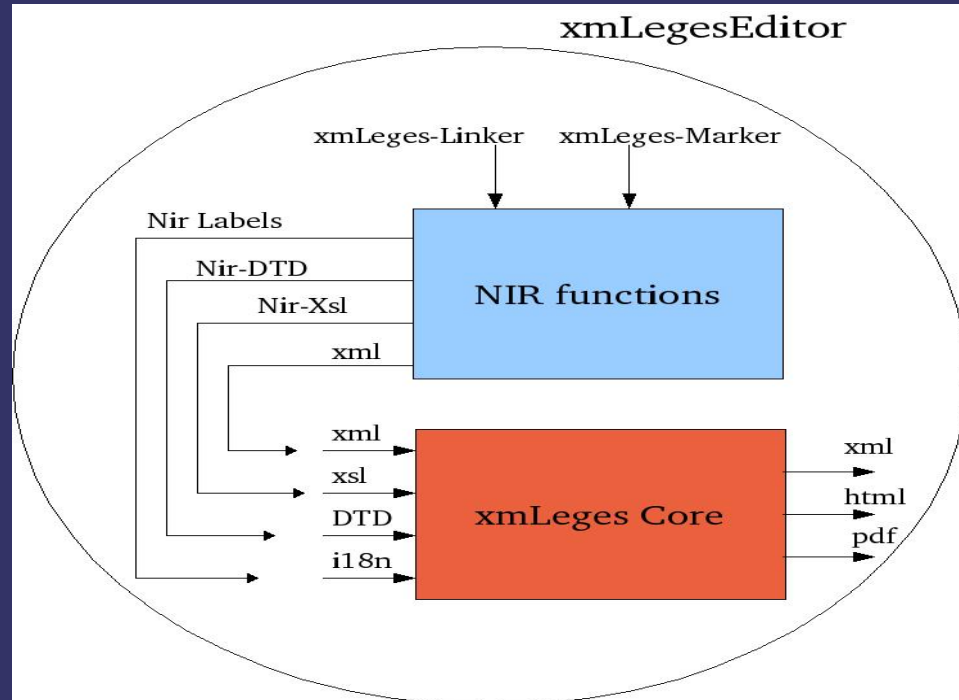 xmLegesEditor
xmLeges-Linker
xmLeges-Marker
Nir Labels
Nir-DTD
Nir-Xsl
xml
NIR functions
xml
xsl
DTD
i18n
xmLeges Core
xml
html
pdf